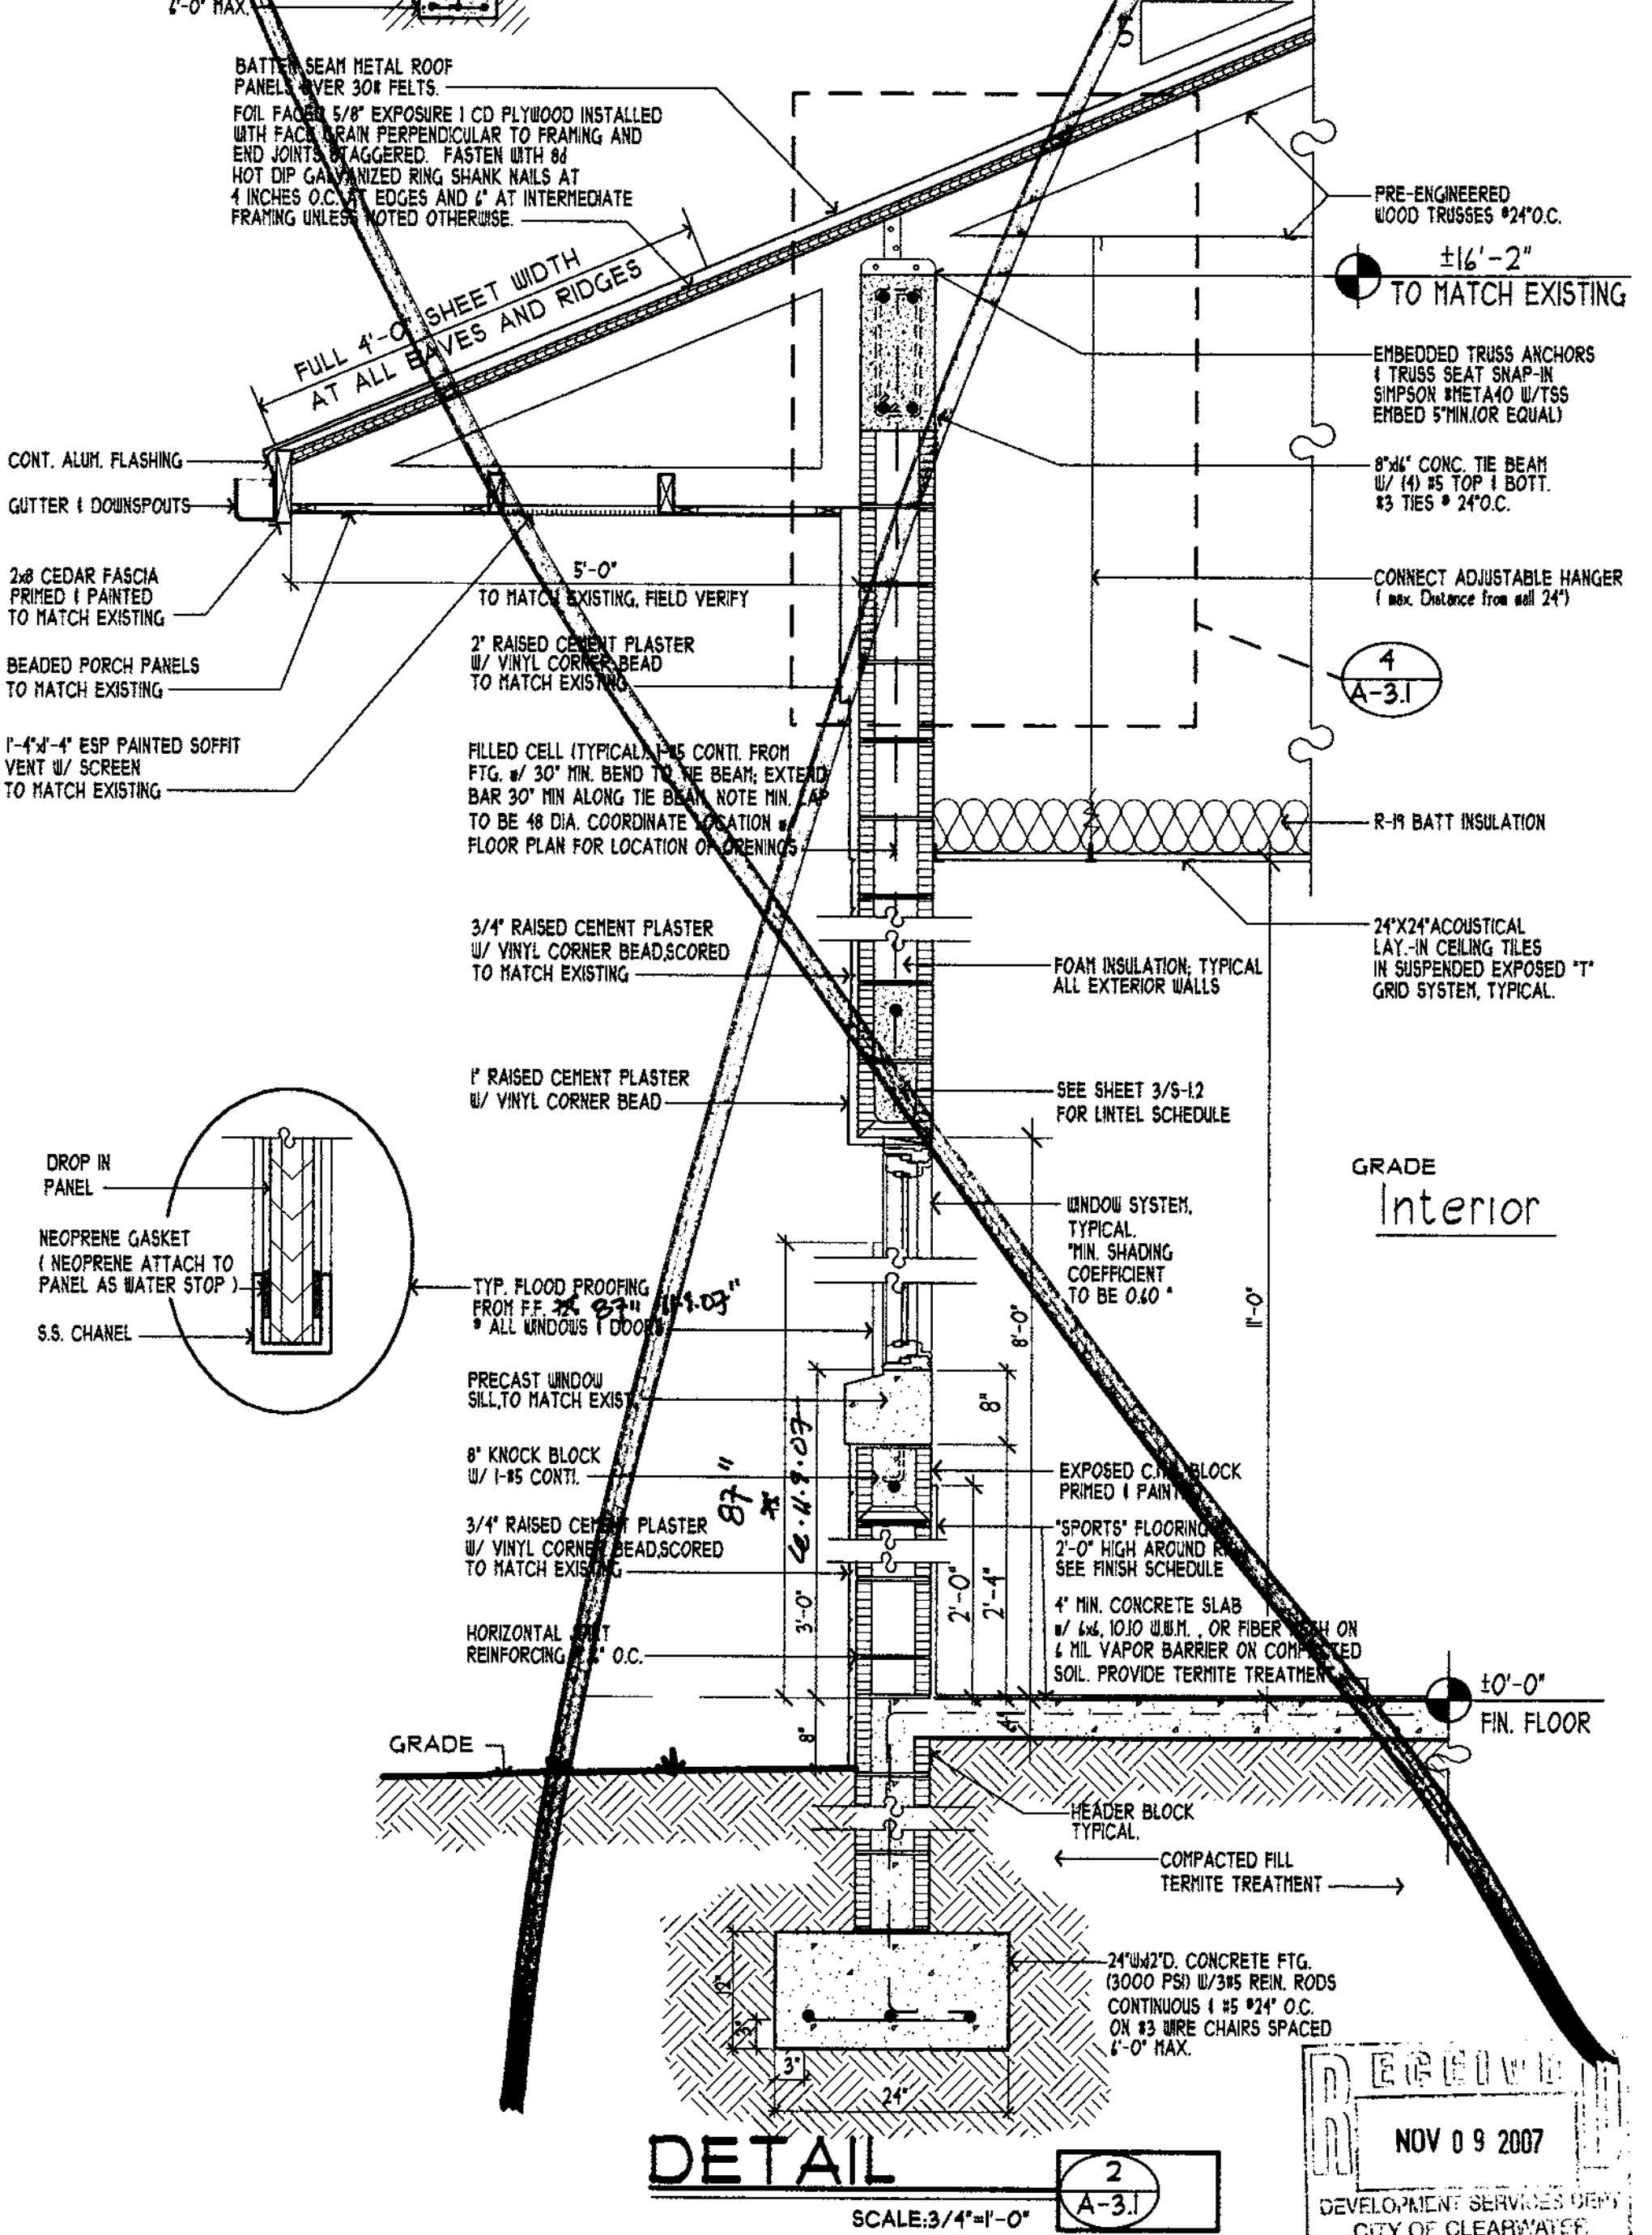 6'-0" MAX.
BATTEN SEAM METAL ROOF
PANELS OVER 30# FELTS.
FOIL FACED 5/8" EXPOSURE 1 CD PLYWOOD INSTALLED
WITH FACE GRAIN PERPENDICULAR TO FRAMING AND
END JOINTS STAGGERED. FASTEN WITH 8d
HOT DIP GALVANIZED RING SHANK NAILS AT
4 INCHES O.C. AT EDGES AND 6" AT INTERMEDIATE
FRAMING UNLESS NOTED OTHERWISE.
FULL 4'-0" SHEET WIDTH
AT ALL EAVES AND RIDGES
PRE-ENGINEERED
WOOD TRUSSES @24"O.C.
±16'-2"
TO MATCH EXISTING
EMBEDDED TRUSS ANCHORS
& TRUSS SEAT SNAP-IN
SIMPSON #META40 W/TSS
EMBED 5"MIN.(OR EQUAL)
8"x16" CONC. TIE BEAM
W/ (4) #5 TOP & BOTT.
#3 TIES @ 24"O.C.
CONNECT ADJUSTABLE HANGER
( max. Distance from wall 24")
4
A-3.1
CONT. ALUM. FLASHING
GUTTER & DOWNSPOUTS
2x8 CEDAR FASCIA
PRIMED & PAINTED
TO MATCH EXISTING
BEADED PORCH PANELS
TO MATCH EXISTING
1'-4"x1'-4" ESP PAINTED SOFFIT
VENT W/ SCREEN
TO MATCH EXISTING
5'-0"
TO MATCH EXISTING, FIELD VERIFY
2" RAISED CEMENT PLASTER
W/ VINYL CORNER BEAD
TO MATCH EXISTING
FILLED CELL (TYPICAL) 1-#5 CONTI. FROM
FTG. w/ 30" MIN. BEND TO TIE BEAM; EXTEND
BAR 30" MIN ALONG TIE BEAM. NOTE MIN. LAP
TO BE 48 DIA. COORDINATE LOCATION w/
FLOOR PLAN FOR LOCATION OF OPENINGS
R-19 BATT INSULATION
24"X24"ACOUSTICAL
LAY.-IN CEILING TILES
IN SUSPENDED EXPOSED "T"
GRID SYSTEM, TYPICAL.
3/4" RAISED CEMENT PLASTER
W/ VINYL CORNER BEAD,SCORED
TO MATCH EXISTING
FOAM INSULATION; TYPICAL
ALL EXTERIOR WALLS
1" RAISED CEMENT PLASTER
W/ VINYL CORNER BEAD
SEE SHEET 3/S-1.2
FOR LINTEL SCHEDULE
GRADE
Interior
WINDOW SYSTEM,
TYPICAL.
"MIN. SHADING
COEFFICIENT
TO BE 0.60 "
DROP IN
PANEL
NEOPRENE GASKET
( NEOPRENE ATTACH TO
PANEL AS WATER STOP )
S.S. CHANEL
TYP. FLOOD PROOFING
FROM F.F. 87" 11.9.07"
@ ALL WINDOWS & DOORS
8'-0"
11'-0"
PRECAST WINDOW
SILL,TO MATCH EXIST
8"
8" KNOCK BLOCK
W/ 1-#5 CONTI.
87"
11.9.07
EXPOSED C.M.U. BLOCK
PRIMED & PAINT
3/4" RAISED CEMENT PLASTER
W/ VINYL CORNER BEAD,SCORED
TO MATCH EXISTING
"SPORTS" FLOORING
2'-0" HIGH AROUND
SEE FINISH SCHEDULE
3'-0"
2'-0"
2'-4"
4" MIN. CONCRETE SLAB
w/ 6x6, 10.10 W.W.M. , OR FIBER MESH ON
6 MIL VAPOR BARRIER ON COMPACTED
SOIL. PROVIDE TERMITE TREATMENT
HORIZONTAL JOINT
REINFORCING O.C.
±0'-0"
FIN. FLOOR
8"
4"
GRADE
HEADER BLOCK
TYPICAL.
COMPACTED FILL
TERMITE TREATMENT
24"Wx12"D. CONCRETE FTG.
(3000 PSI) W/3#5 REIN. RODS
CONTINUOUS & #5 @24" O.C.
ON #3 WIRE CHAIRS SPACED
6'-0" MAX.
12"
3"
3"
24"
DETAIL
2
A-3.1
SCALE:3/4"=1'-0"
RECEIVED
NOV 09 2007
DEVELOPMENT SERVICES DEPT
CITY OF CLEARWATER